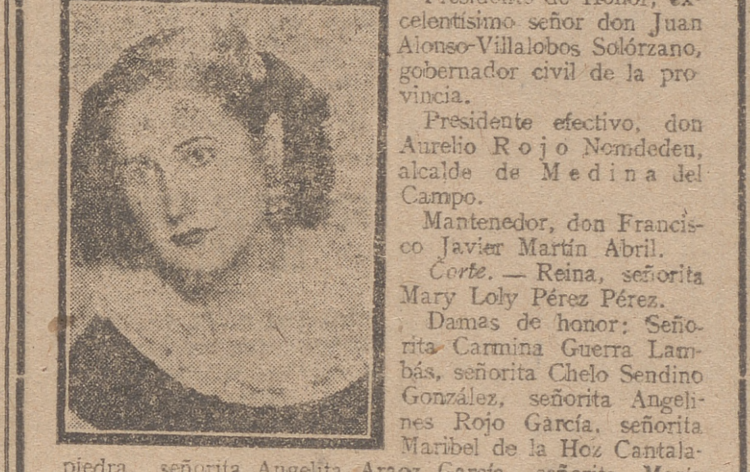 Presidente de Honor, ex-
celentísimo señor don Juan
Alonso-Villalobos Solórzano,
gobernador civil de la pro
vincia.
Presidente efectivo, don
Aurelio Rojo Nomdedeu,
alcalde de Medina del
Campo.
Mantenedor, don Francis-
co Javier Martín Abril.
Corte. — Reina, señorita
Mary Loly Pérez Pérez.
Damas de honor: Seño-
rita Carmina Guerra Lam-
bás, señorita Chelo Sendino
González, señorita Angeli-
nes Rojo García, señorita
Maribel de la Hoz Cantala-
piedra, señorita Angelita Araoz García, señorita